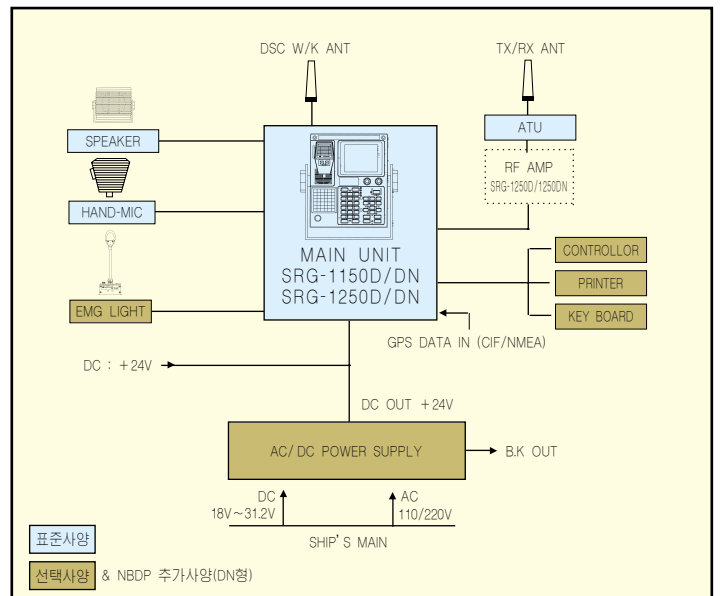 DSC W/K ANT
TX/RX ANT
SPEAKER
ATU
RF AMP
SRG-1250D/1250DN
HAND-MIC
MAIN UNIT
SRG-1150D/DN
SRG-1250D/DN
CONTROLLOR
PRINTER
KEY BOARD
EMG LIGHT
GPS DATA IN (CIF/NMEA)
DC : +24V
DC OUT +24V
AC/DC POWER SUPPLY
B.K OUT
DC
18V~31.2V
AC
110/220V
SHIP'S MAIN
표준사양
선택사양 & NBDP 추가사양(DN형)